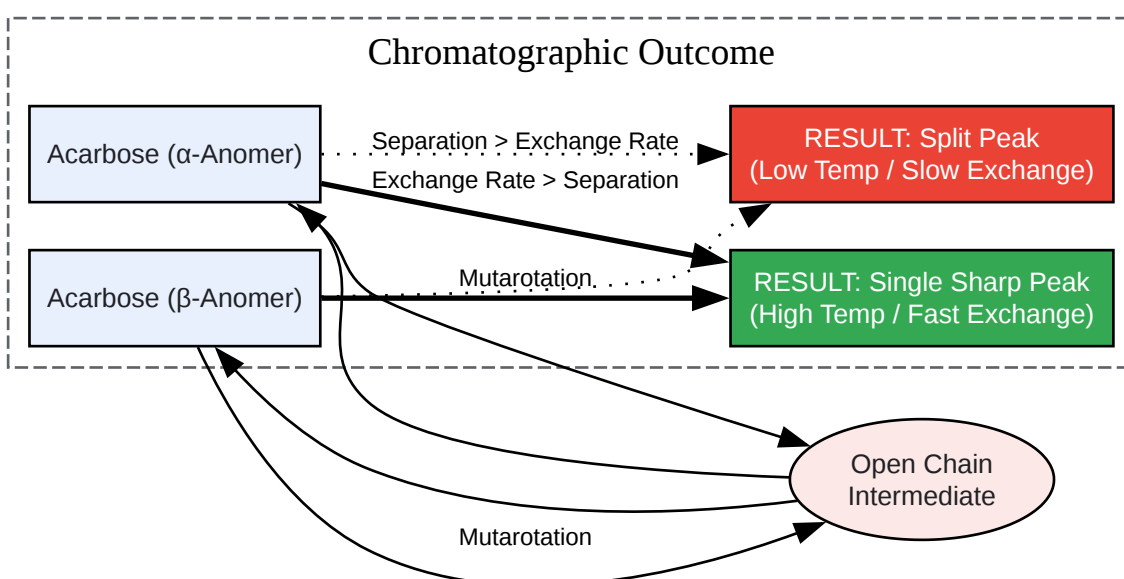 Chromatographic Outcome
Acarbose (α-Anomer)
Separation > Exchange Rate
Exchange Rate > Separation
RESULT: Split Peak
(Low Temp / Slow Exchange)
Acarbose (β-Anomer)
Mutarotation
RESULT: Single Sharp Peak
(High Temp / Fast Exchange)
Open Chain
Intermediate
Mutarotation